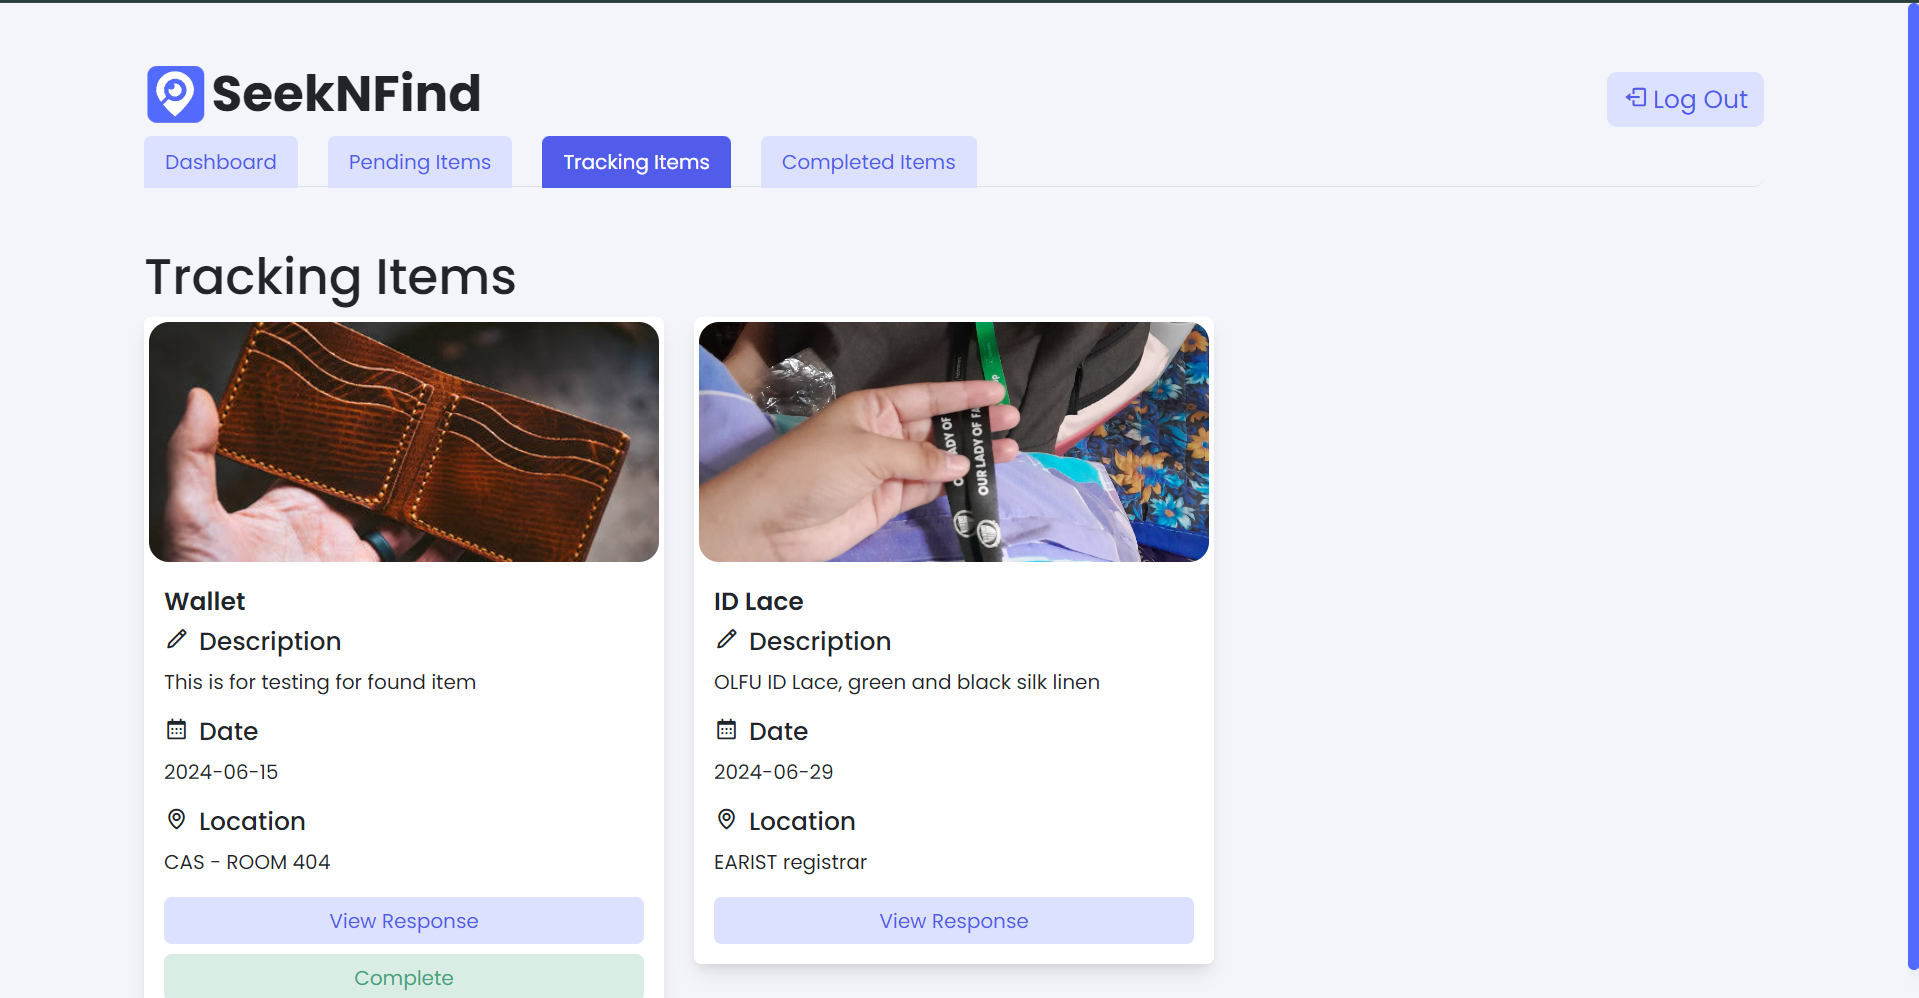 SeekNFind
Log Out
Dashboard
Pending Items
Tracking Items
Completed Items
Tracking Items
OUR LADY OF FA
LADY OF
Wallet
Description
This is for testing for found item
Date
2024-06-15
Location
CAS - ROOM 404
View Response
Complete
ID Lace
Description
OLFU ID Lace, green and black silk linen
Date
2024-06-29
Location
EARIST registrar
View Response